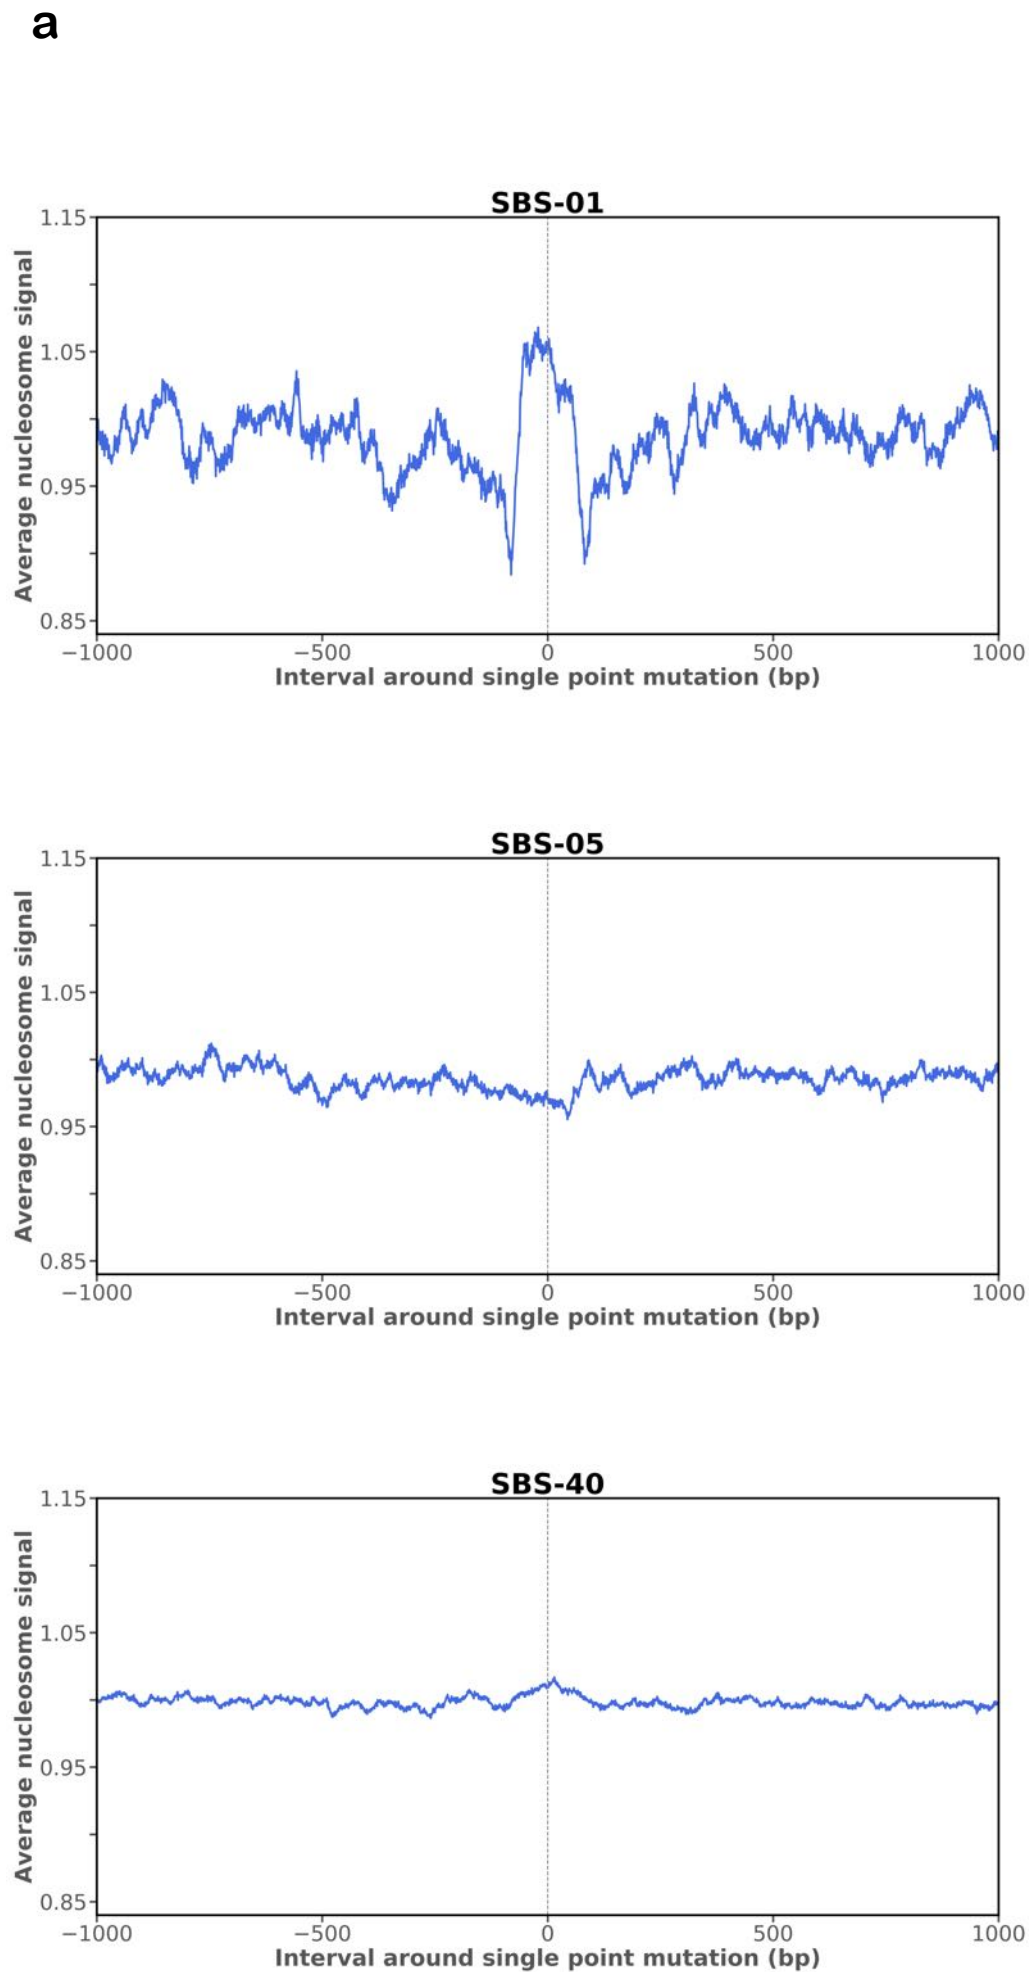 a
SBS-01
Average nucleosome signal
1.15
1.05
0.95
0.85
−1000 −500 0 500 1000
Interval around single point mutation (bp)
SBS-05
Average nucleosome signal
1.15
1.05
0.95
0.85
−1000 −500 0 500 1000
Interval around single point mutation (bp)
SBS-40
Average nucleosome signal
1.15
1.05
0.95
0.85
−1000 −500 0 500 1000
Interval around single point mutation (bp)